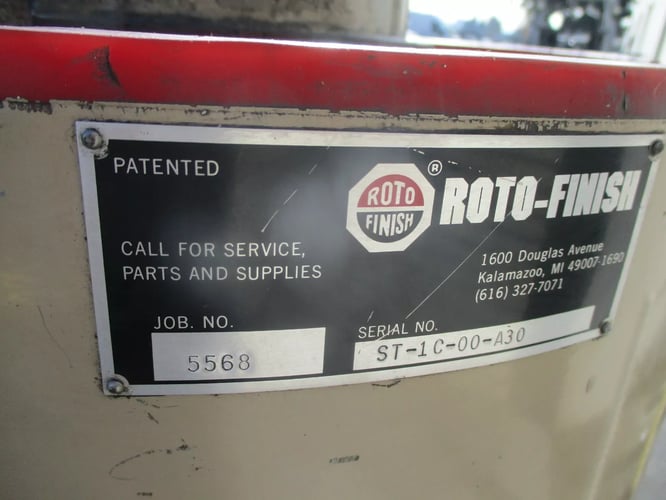 PATENTED
ROTO
FINISH
®
ROTO-FINISH
CALL FOR SERVICE,
PARTS AND SUPPLIES
1600 Douglas Avenue
Kalamazoo, MI 49007-1690
(616) 327-7071
JOB. NO.
5568
SERIAL NO.
ST-1C-00-A30